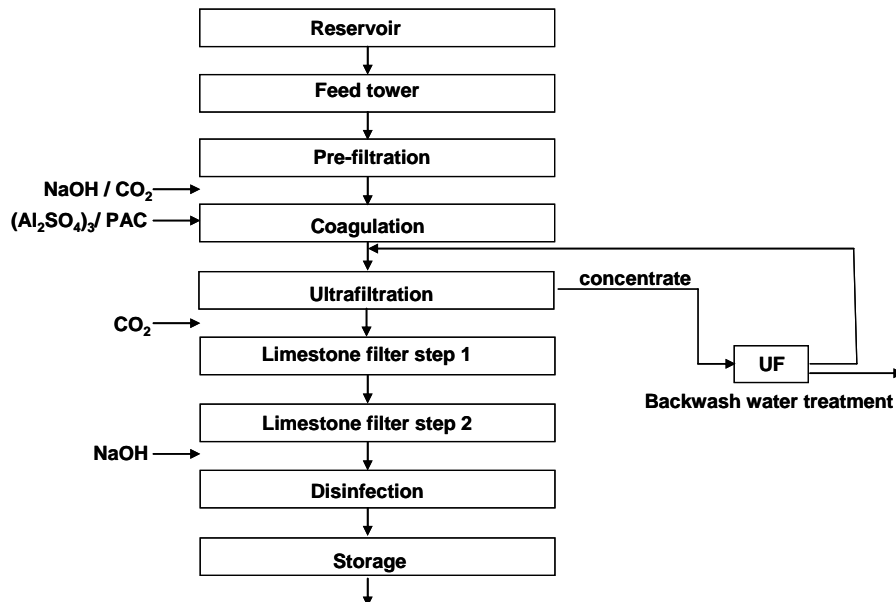 Reservoir
Feed tower
Pre-filtration
NaOH / CO₂
(Al₂SO₄)₃/ PAC
Coagulation
concentrate
Ultrafiltration
CO₂
Limestone filter step 1
UF
Backwash water treatment
Limestone filter step 2
NaOH
Disinfection
Storage